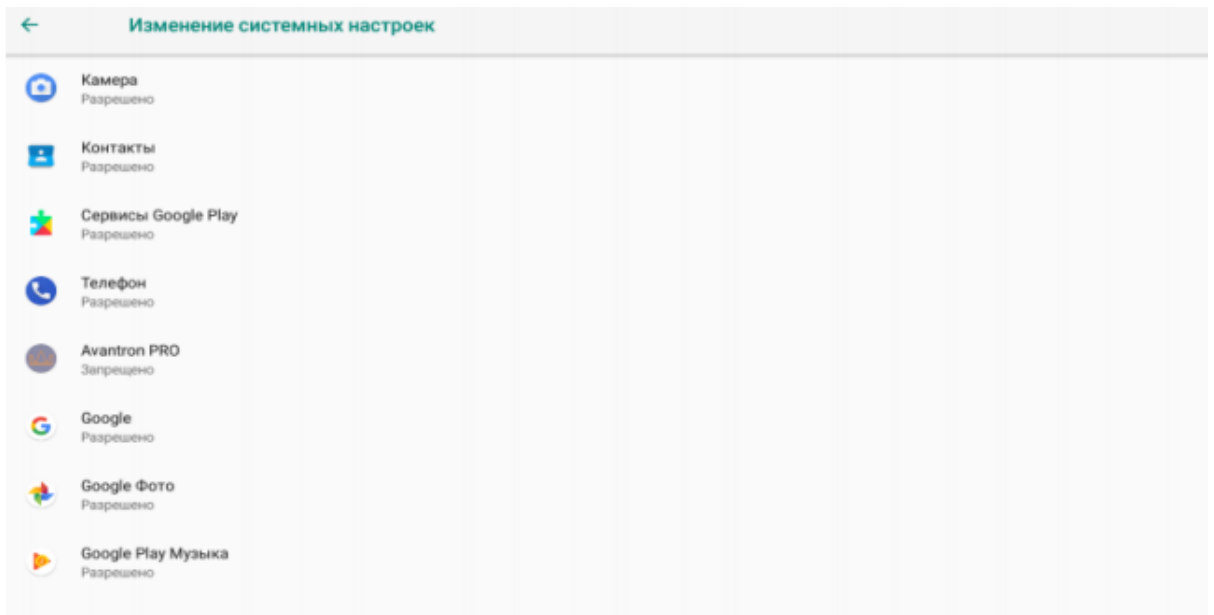 Изменение системных настроек
Камера
Разрешено
Контакты
Разрешено
Сервисы Google Play
Разрешено
Телефон
Разрешено
Avantron PRO
Запрещено
Google
Разрешено
Google Фото
Разрешено
Google Play Музыка
Разрешено